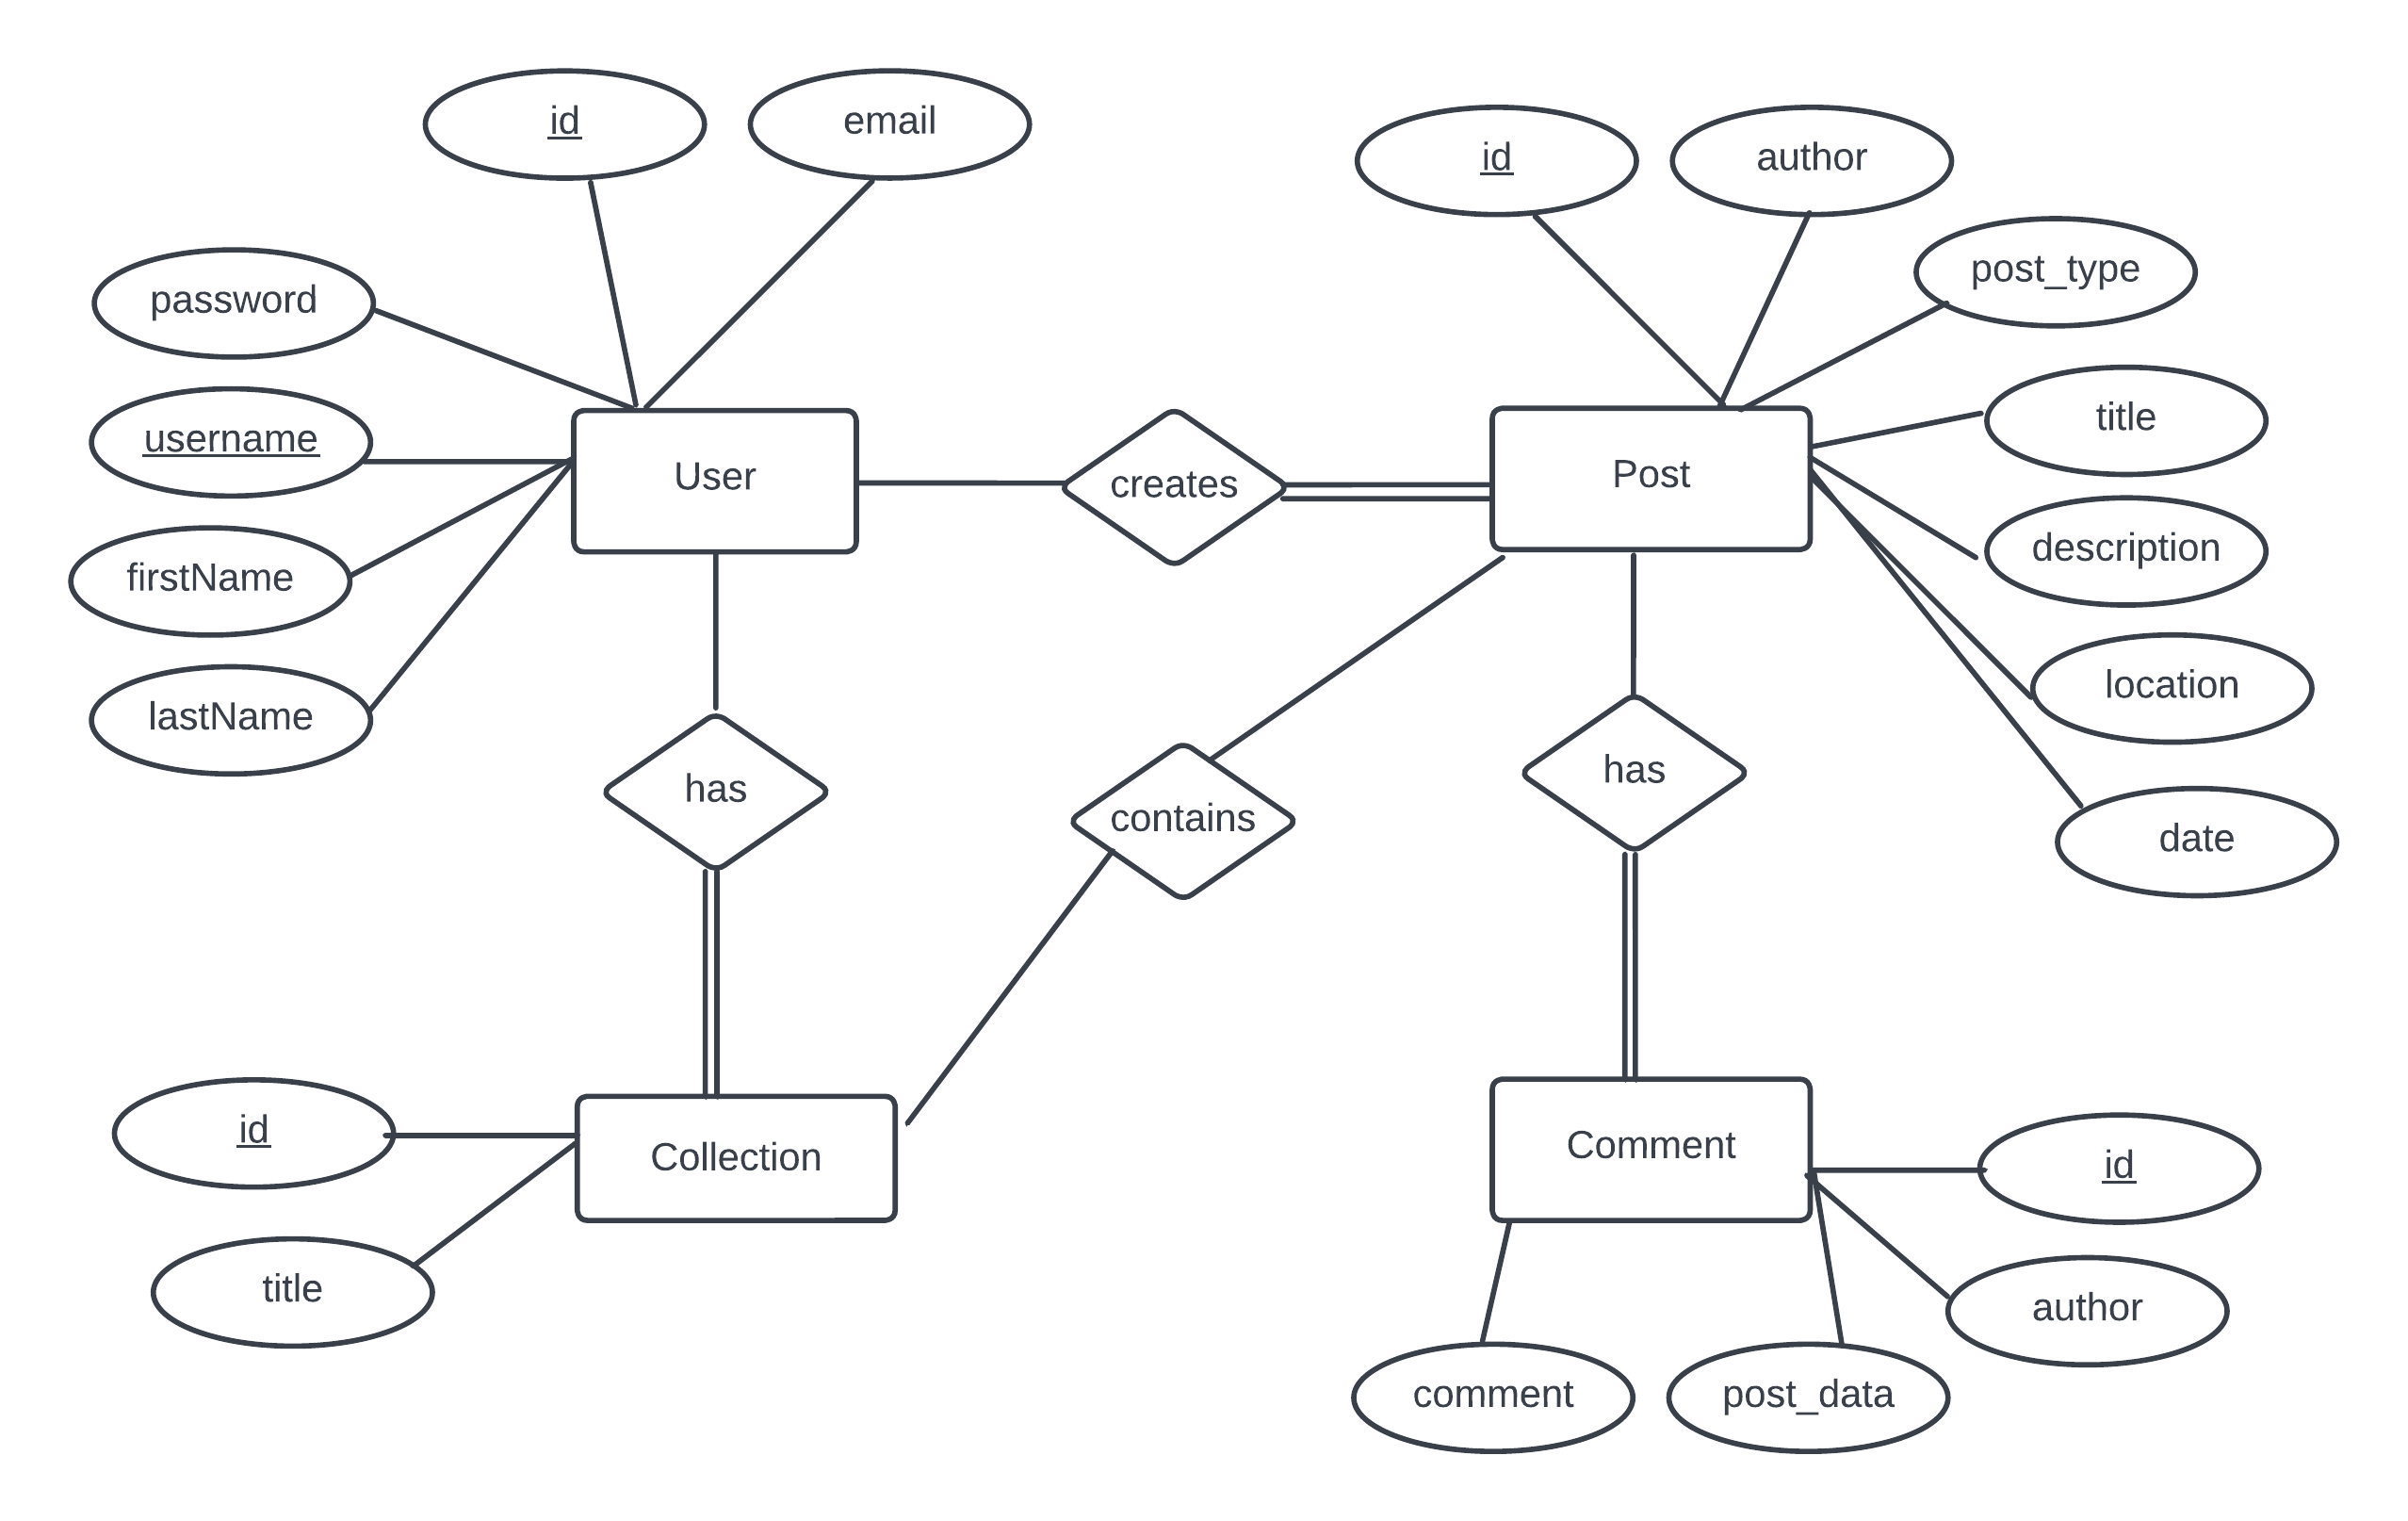 id
email
id
author
post_type
password
title
username
User
creates
Post
description
firstName
location
lastName
has
contains
has
date
id
Collection
Comment
id
title
author
comment
post_data